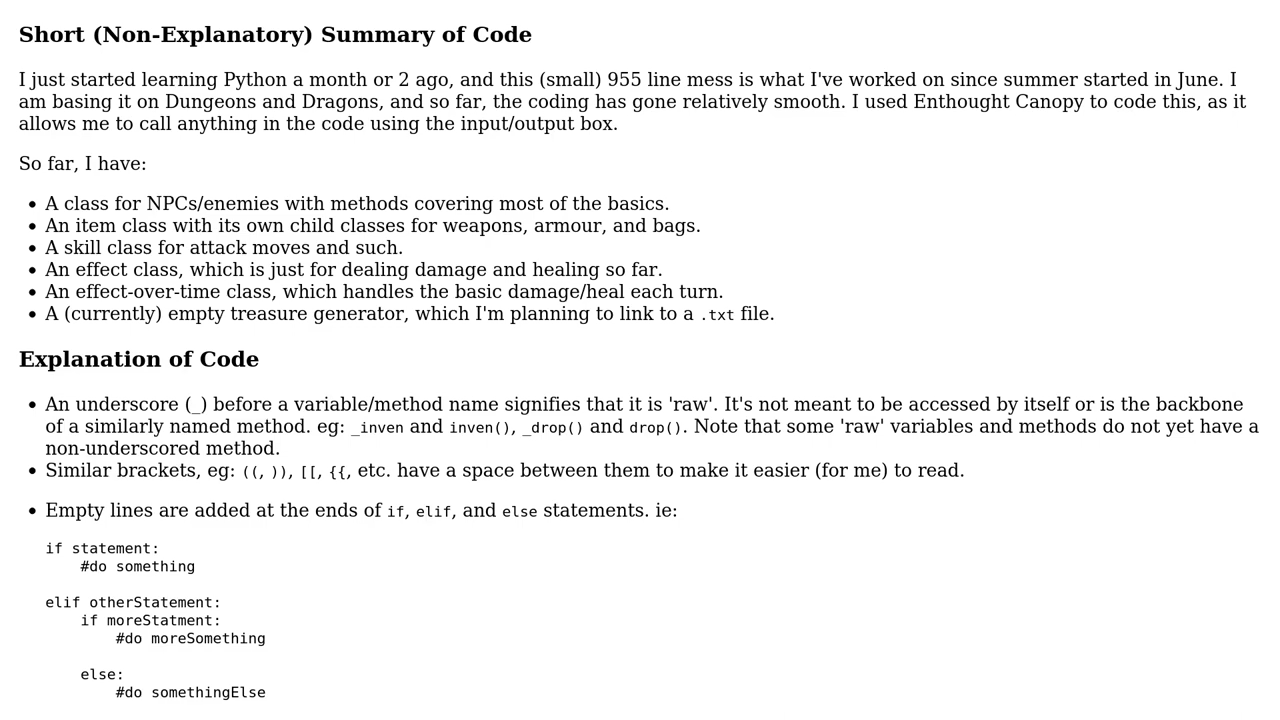 Short (Non-Explanatory) Summary of Code
I just started learning Python a month or 2 ago, and this (small) 955 line mess is what I've worked on since summer started in June. I
am basing it on Dungeons and Dragons, and so far, the coding has gone relatively smooth. I used Enthought Canopy to code this, as it
allows me to call anything in the code using the input/output box.
So far, I have:
• A class for NPCs/enemies with methods covering most of the basics.
• An item class with its own child classes for weapons, armour, and bags.
• A skill class for attack moves and such.
• An effect class, which is just for dealing damage and healing so far.
• An effect-over-time class, which handles the basic damage/heal each turn.
• A (currently) empty treasure generator, which I'm planning to link to a .txt file.
Explanation of Code
• An underscore (_) before a variable/method name signifies that it is 'raw'. It's not meant to be accessed by itself or is the backbone
of a similarly named method. eg: _inven and inven(), _drop() and drop(). Note that some 'raw' variables and methods do not yet have a
non-underscored method.
• Similar brackets, eg: ((, )), [[, {{, etc. have a space between them to make it easier (for me) to read.
• Empty lines are added at the ends of if, elif, and else statements. ie:
if statement:
    #do something
elif otherStatement:
    if moreStatment:
        #do moreSomething
    else:
        #do somethingElse